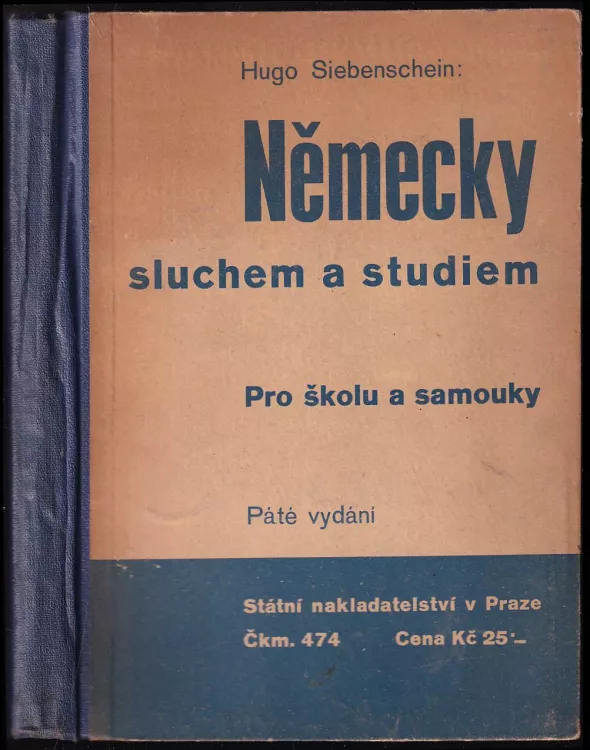 Hugo Siebenschein:
Německy
sluchem a studiem
Pro školu a samouky
Páté vydání
Státní nakladatelství v Praze
Čkm. 474 Cena Kč 25·–